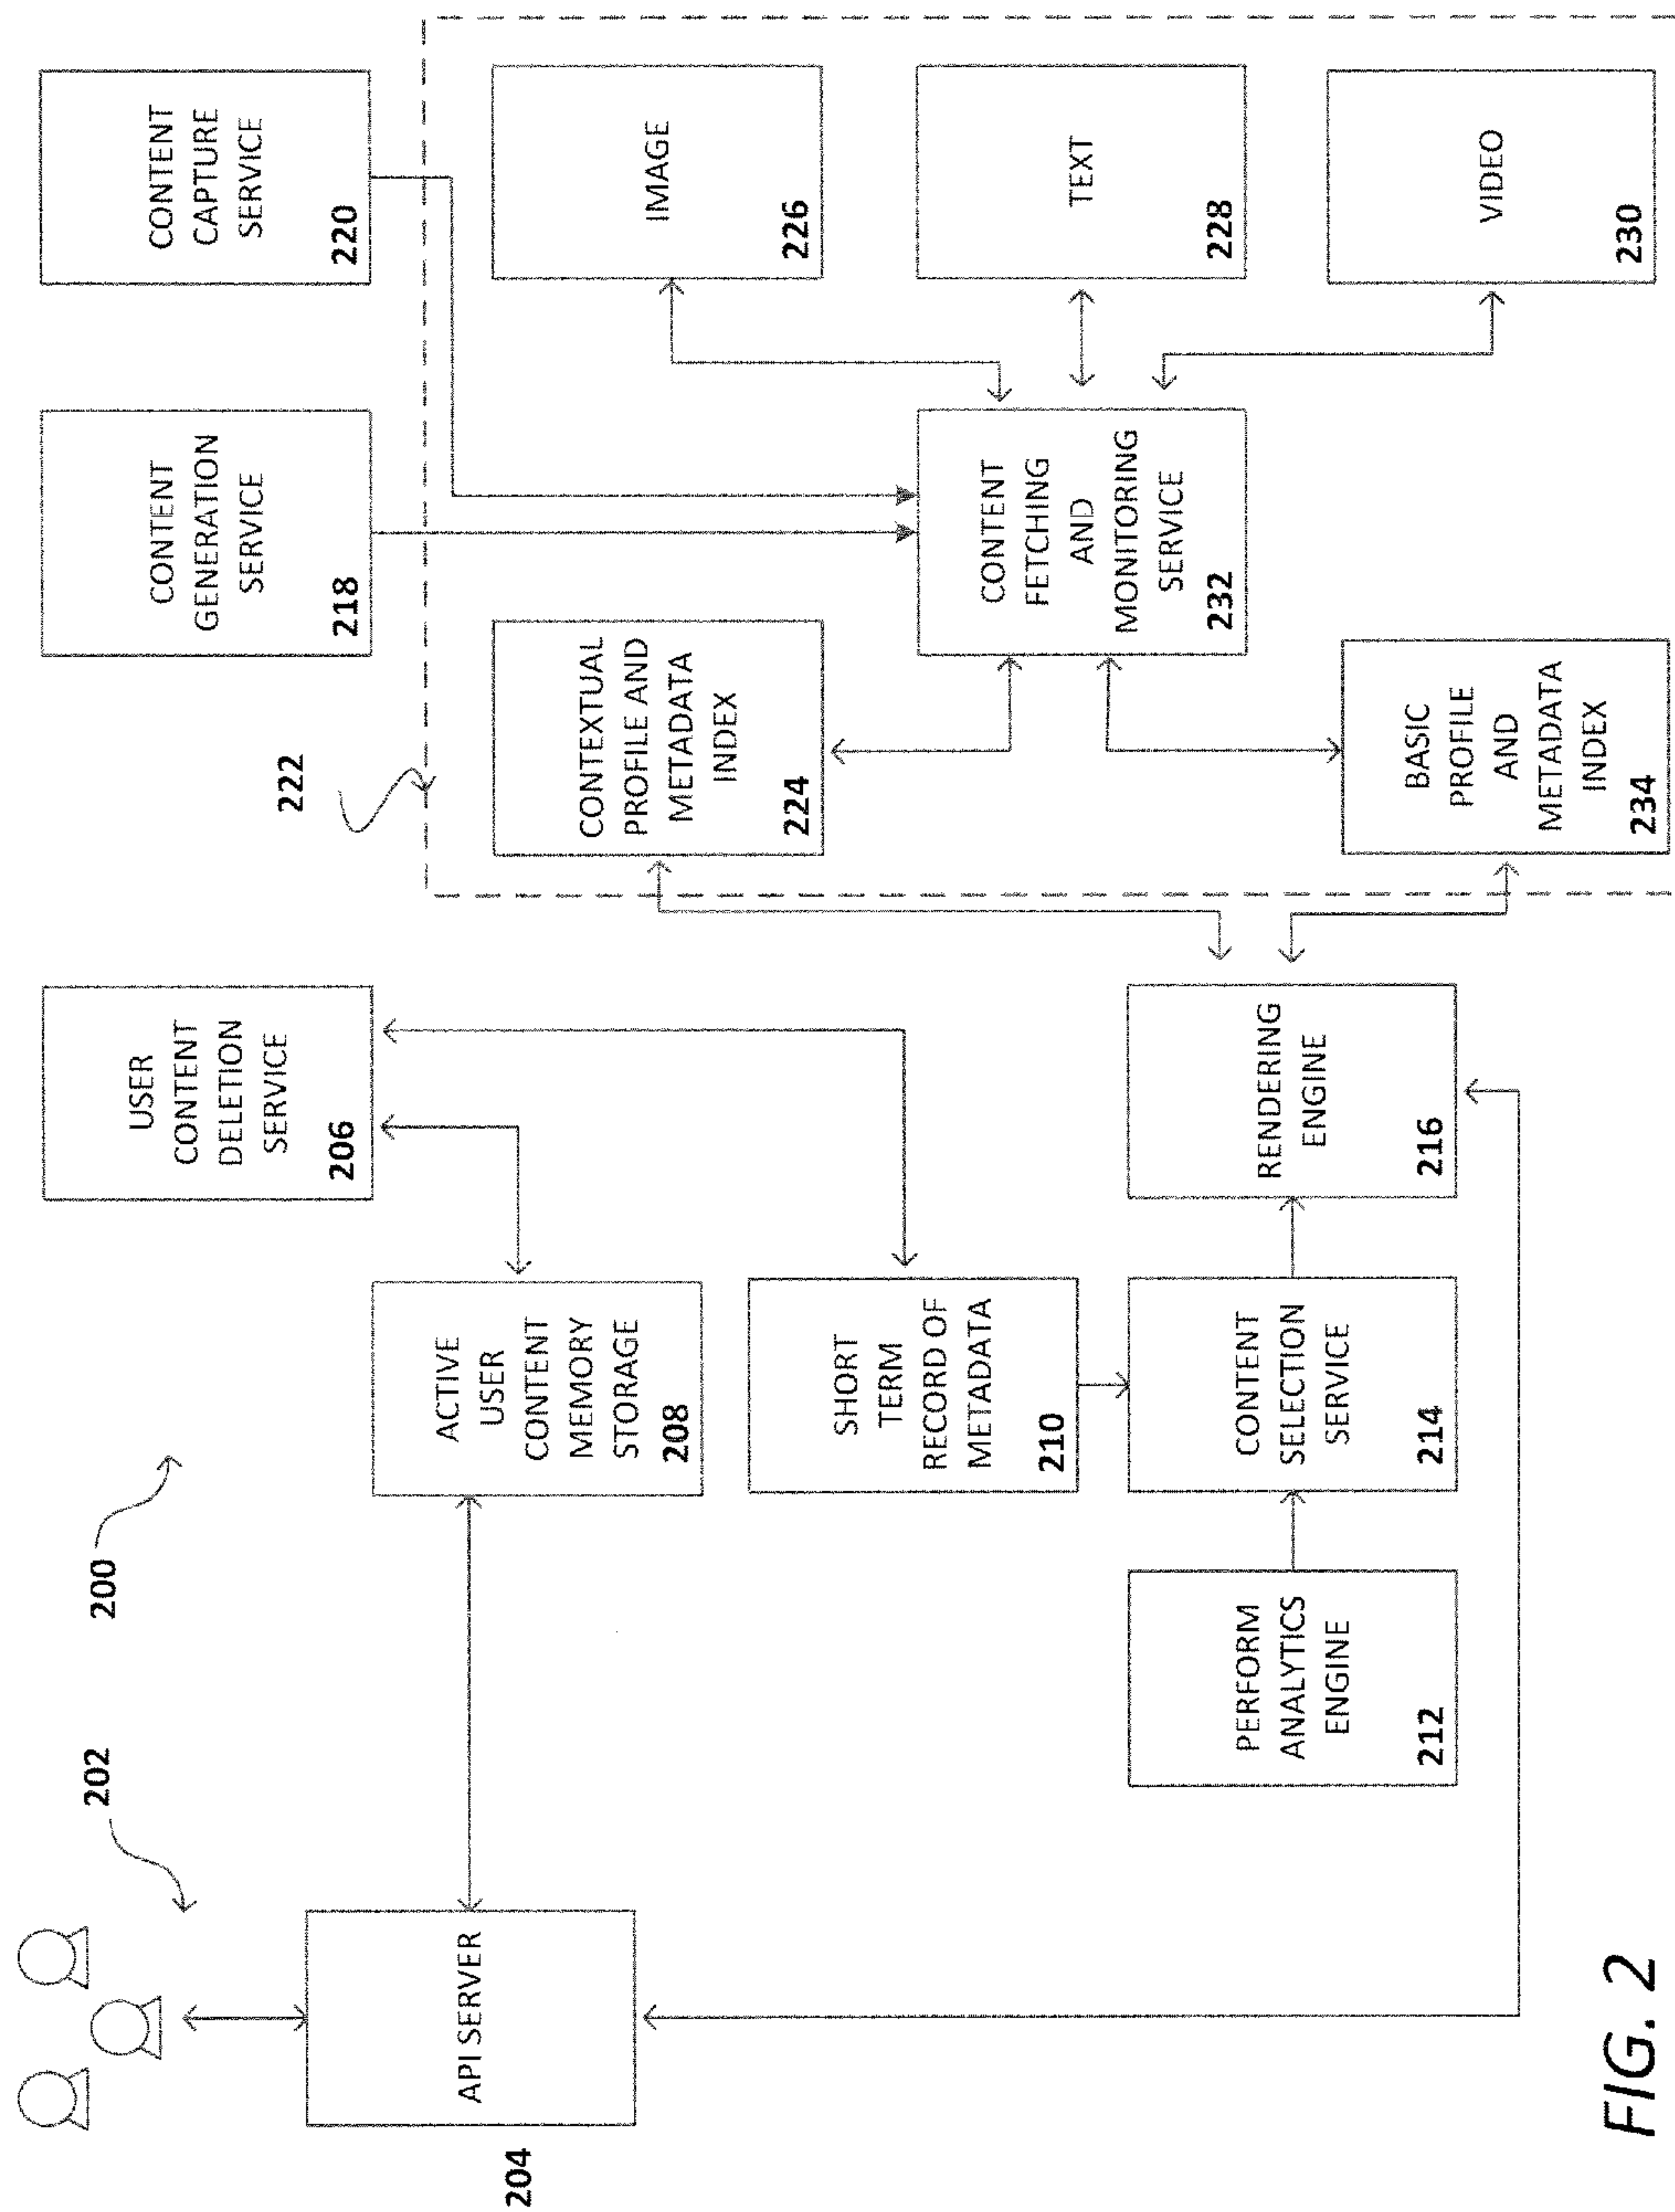 202
200
API SERVER
204
USER
CONTENT
DELETION
SERVICE
206
ACTIVE
USER
CONTENT
MEMORY
STORAGE
208
SHORT
TERM
RECORD OF
METADATA
210
PERFORM
ANALYTICS
ENGINE
212
CONTENT
SELECTION
SERVICE
214
RENDERING
ENGINE
216
CONTENT
GENERATION
SERVICE
218
CONTENT
CAPTURE
SERVICE
220
222
CONTEXTUAL
PROFILE AND
METADATA
INDEX
224
IMAGE
226
TEXT
228
VIDEO
230
CONTENT
FETCHING
AND
MONITORING
SERVICE
232
BASIC
PROFILE
AND
METADATA
INDEX
234
FIG. 2